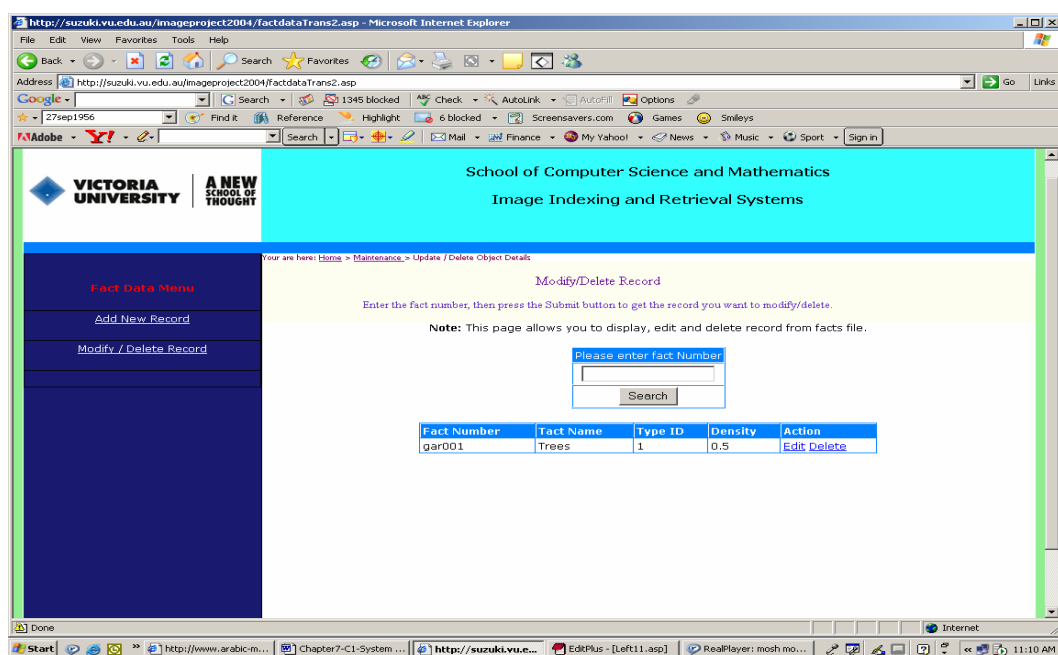 http://suzuki.vu.edu.au/imageproject2004/factdataTrans2.asp - Microsoft Internet Explorer
File Edit View Favorites Tools Help
Back Search Favorites
Address http://suzuki.vu.edu.au/imageproject2004/factdataTrans2.asp Go Links
Google Search 1345 blocked ABC Check AutoLink AutoFill Options
27sep1956 Find it Reference Highlight 6 blocked Screensavers.com Games Smileys
Adobe Y! Search Mail Finance My Yahoo! News Music Sport Sign in
VICTORIA UNIVERSITY
A NEW SCHOOL OF THOUGHT
School of Computer Science and Mathematics
Image Indexing and Retrieval Systems
Your are here: Home > Maintenance > Update / Delete Object Details
Fact Data Menu
Add New Record
Modify / Delete Record
Modify/Delete Record
Enter the fact number, then press the Submit button to get the record you want to modify/delete.
Note: This page allows you to display, edit and delete record from facts file.
Please enter fact Number
Search
Fact Number Tact Name Type ID Density Action
gar001 Trees 1 0.5 Edit Delete
Done Internet
Start http://www.arabic-m... Chapter7-C1-System ... http://suzuki.vu.e... EditPlus - [Left11.asp] RealPlayer: mosh mo... 11:10 AM